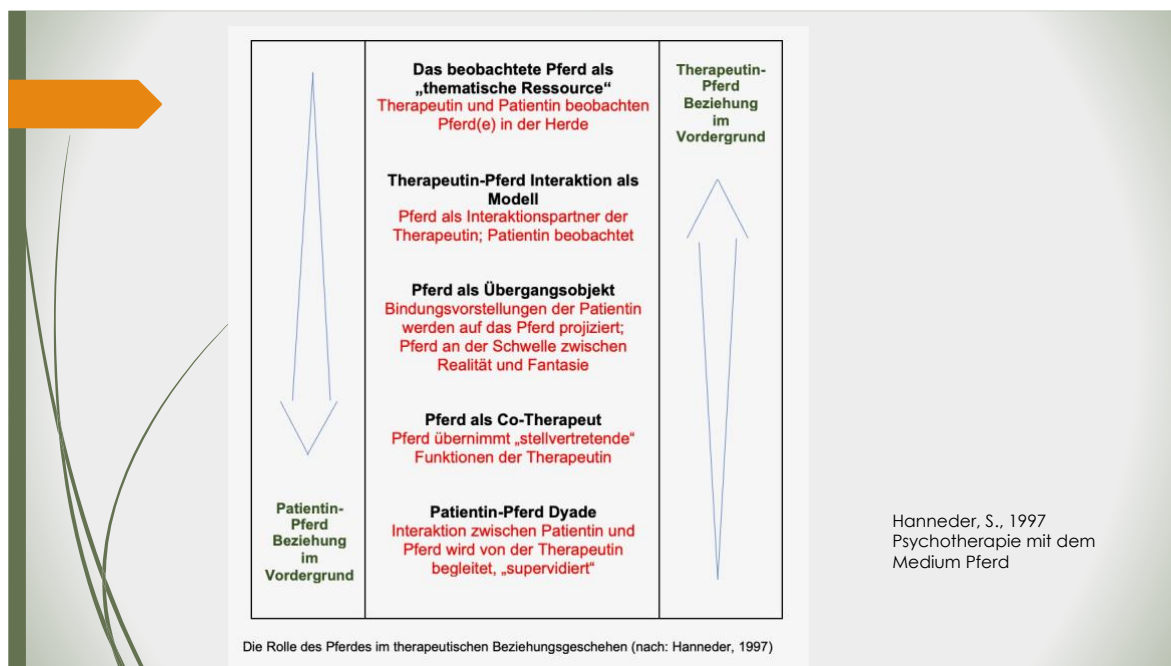 Das beobachtete Pferd als
„thematische Ressource“
Therapeutin und Patientin beobachten
Pferd(e) in der Herde
Therapeutin-
Pferd
Beziehung
im
Vordergrund
Therapeutin-Pferd Interaktion als
Modell
Pferd als Interaktionspartner der
Therapeutin; Patientin beobachtet
Pferd als Übergangsobjekt
Bindungsvorstellungen der Patientin
werden auf das Pferd projiziert;
Pferd an der Schwelle zwischen
Realität und Fantasie
Pferd als Co-Therapeut
Pferd übernimmt „stellvertretende“
Funktionen der Therapeutin
Patientin-
Pferd
Beziehung
im
Vordergrund
Patientin-Pferd Dyade
Interaktion zwischen Patientin und
Pferd wird von der Therapeutin
begleitet, „supervidiert“
Hanneder, S., 1997
Psychotherapie mit dem
Medium Pferd
Die Rolle des Pferdes im therapeutischen Beziehungsgeschehen (nach: Hanneder, 1997)